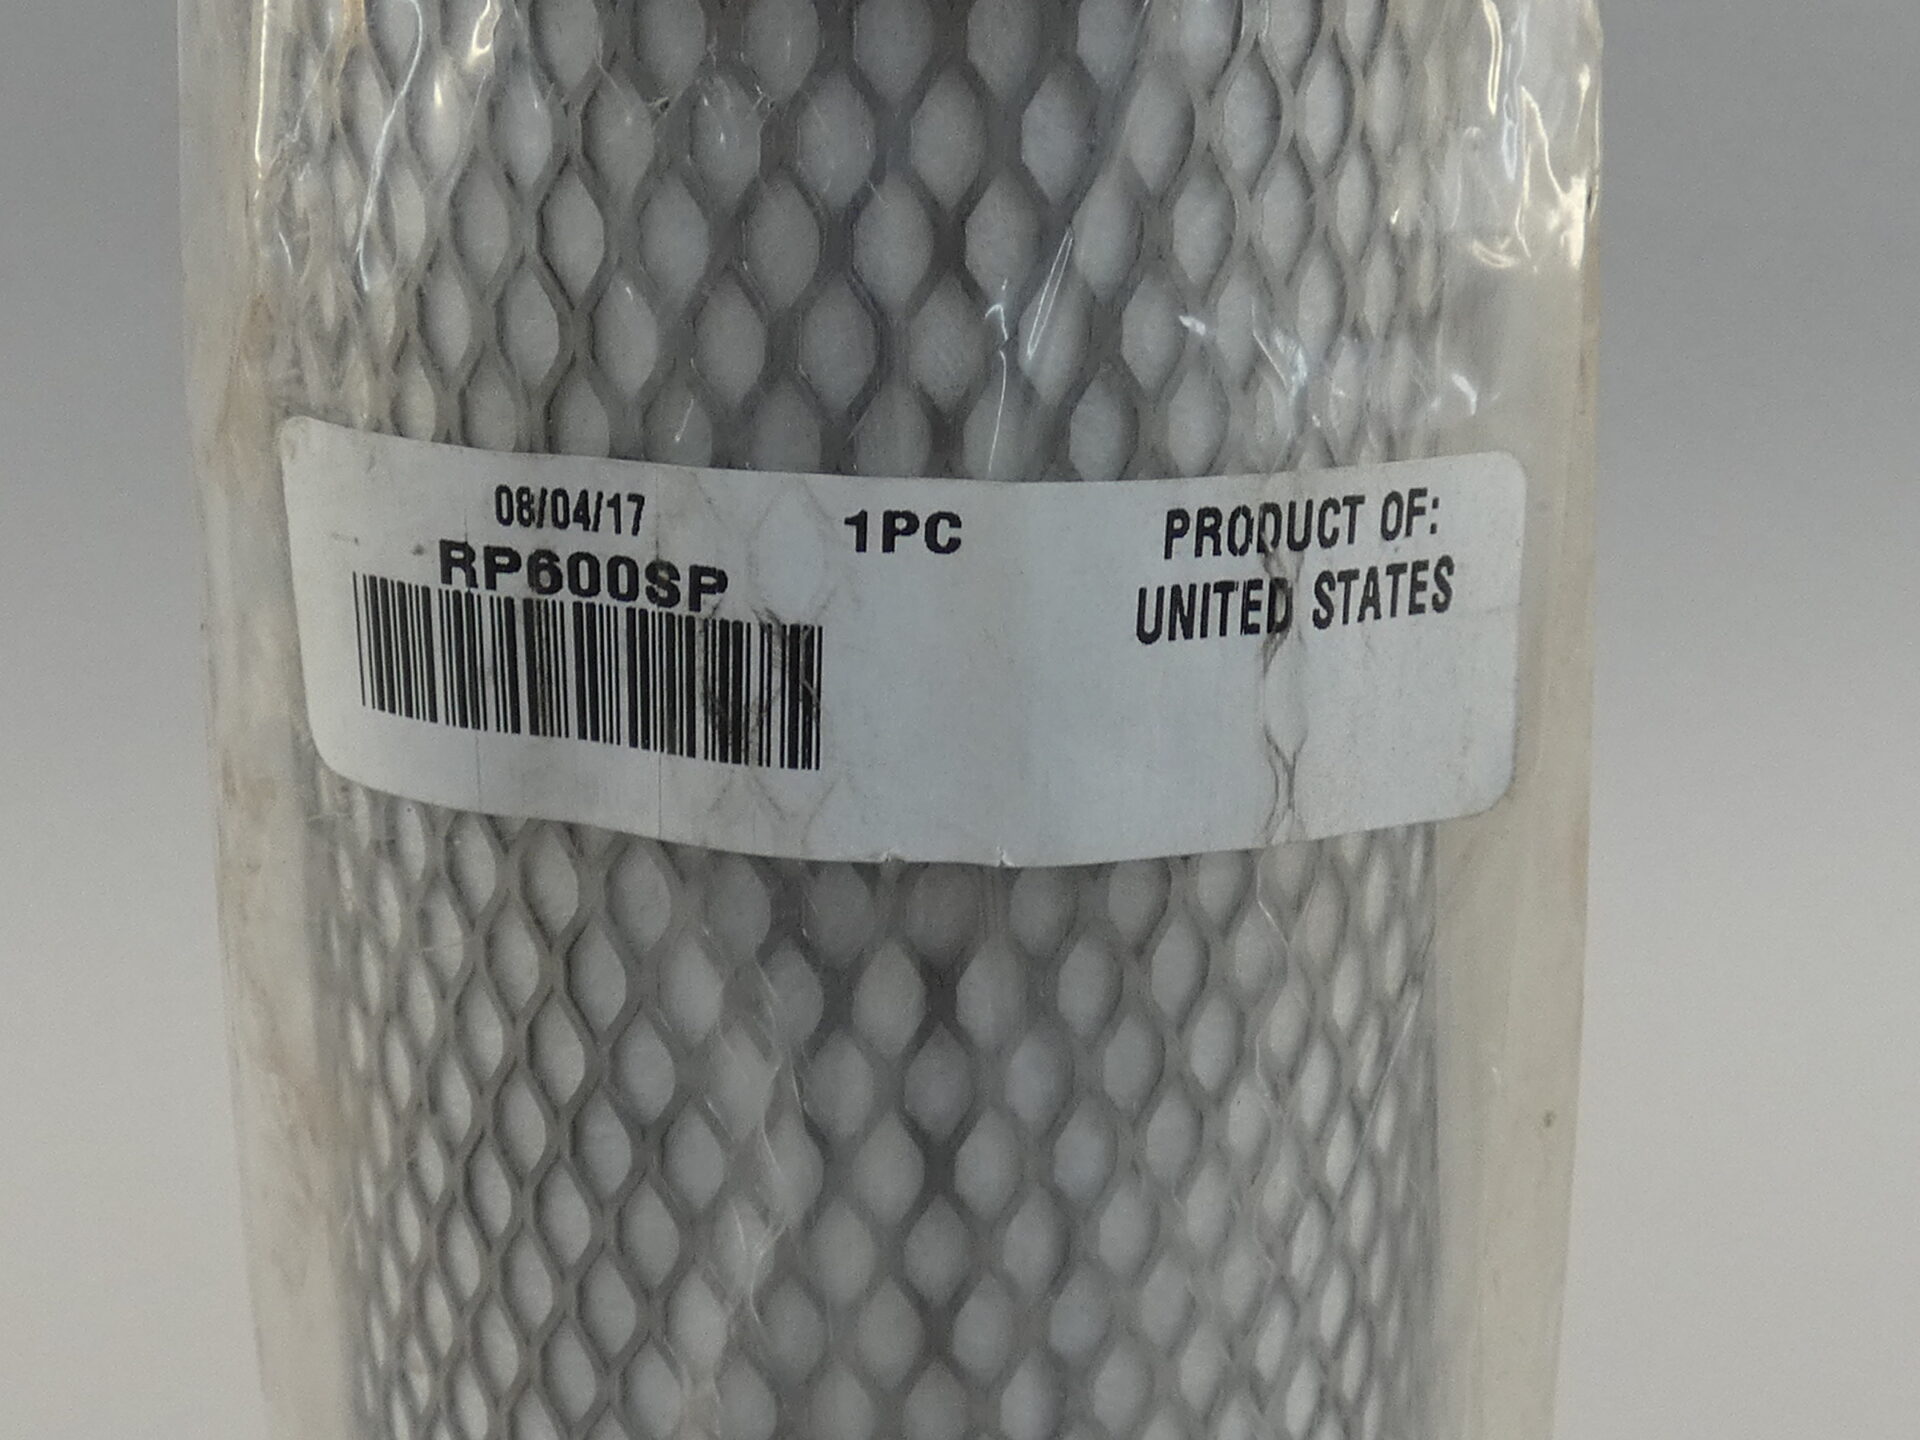 08/04/17
RP600SP
1PC
PRODUCT OF:
UNITED STATES